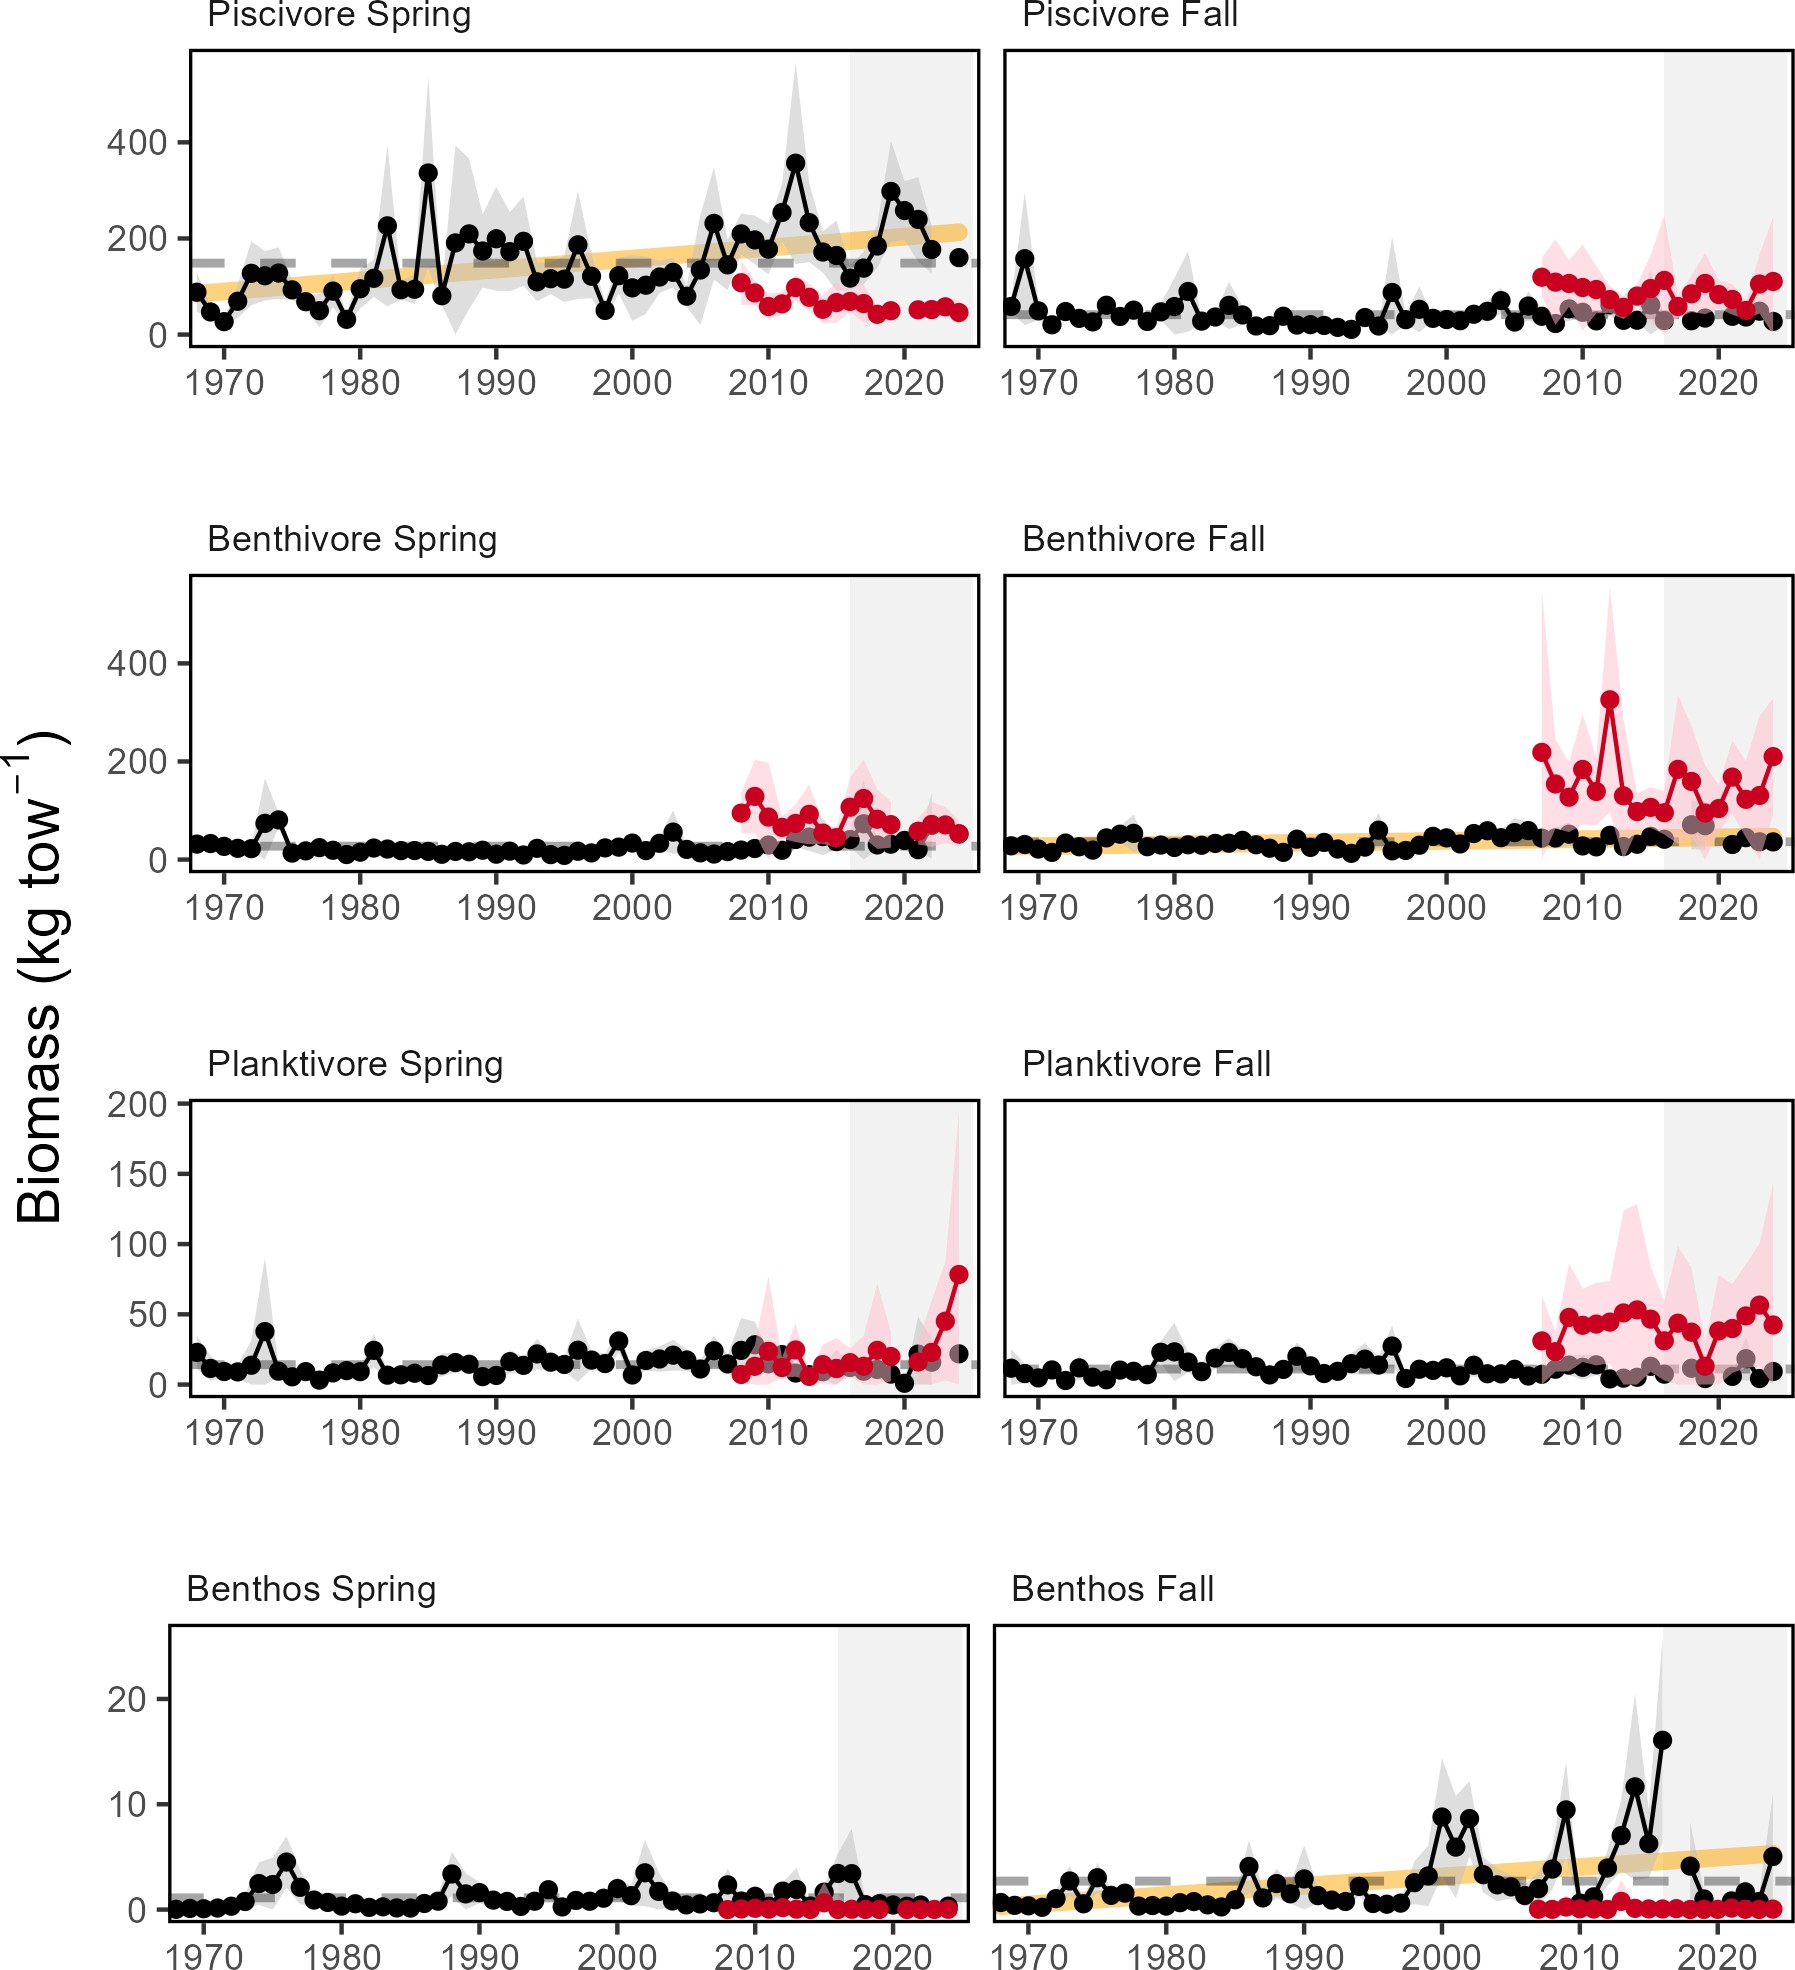 Piscivore Spring
Piscivore Fall
400
200
0
1970 1980 1990 2000 2010 2020
1970 1980 1990 2000 2010 2020
Benthivore Spring
Benthivore Fall
400
200
0
1970 1980 1990 2000 2010 2020
1970 1980 1990 2000 2010 2020
Biomass (kg tow⁻¹)
Planktivore Spring
Planktivore Fall
200
150
100
50
0
1970 1980 1990 2000 2010 2020
1970 1980 1990 2000 2010 2020
Benthos Spring
Benthos Fall
20
10
0
1970 1980 1990 2000 2010 2020
1970 1980 1990 2000 2010 2020